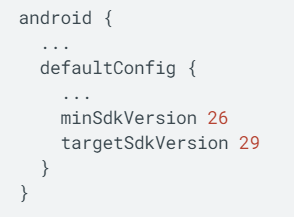 android {
  ...
  defaultConfig {
    ...
    minSdkVersion 26
    targetSdkVersion 29
  }
}